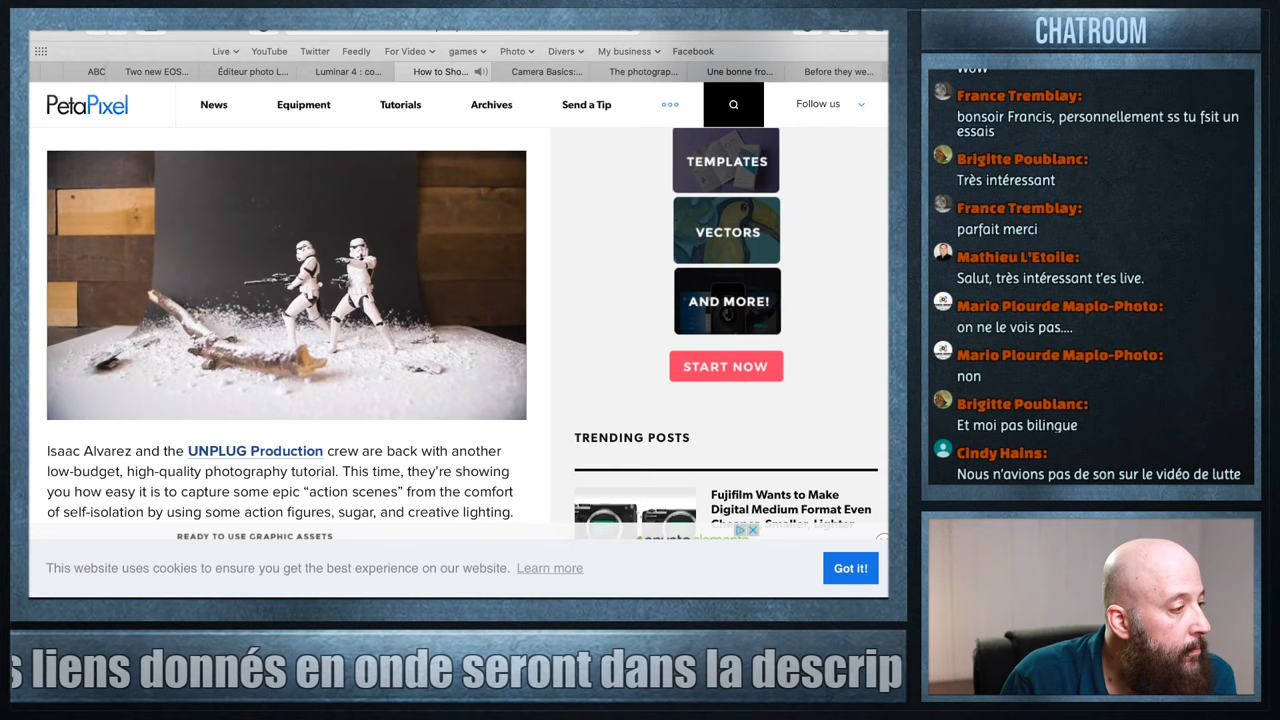 Live
YouTube
Twitter
Feedly
For Video
games
Photo
Divers
My business
Facebook
ABC
Two new EOS...
Éditeur photo L...
Luminar 4 : co...
How to Sho...
Camera Basics:...
The photograp...
Une bonne fro...
Before they we...
PetaPixel
News
Equipment
Tutorials
Archives
Send a Tip
Follow us
TEMPLATES
VECTORS
AND MORE!
START NOW
Isaac Alvarez and the UNPLUG Production crew are back with another
low-budget, high-quality photography tutorial. This time, they're showing
you how easy it is to capture some epic “action scenes” from the comfort
of self-isolation by using some action figures, sugar, and creative lighting.
TRENDING POSTS
Fujifilm Wants to Make
Digital Medium Format Even
Cheaper, Smaller, Lighter
READY TO USE GRAPHIC ASSETS
This website uses cookies to ensure you get the best experience on our website. Learn more
Got it!
s liens donnés en onde seront dans la descrip
CHATROOM
wow
France Tremblay:
bonsoir Francis, personnellement ss tu fsit un
essais
Brigitte Poublanc:
Très intéressant
France Tremblay:
parfait merci
Mathieu L'Etoile:
Salut, très intéressant t'es live.
Mario Plourde Maplo-Photo:
on ne le vois pas....
Mario Plourde Maplo-Photo:
non
Brigitte Poublanc:
Et moi pas bilingue
Cindy Hains:
Nous n'avions pas de son sur le vidéo de lutte